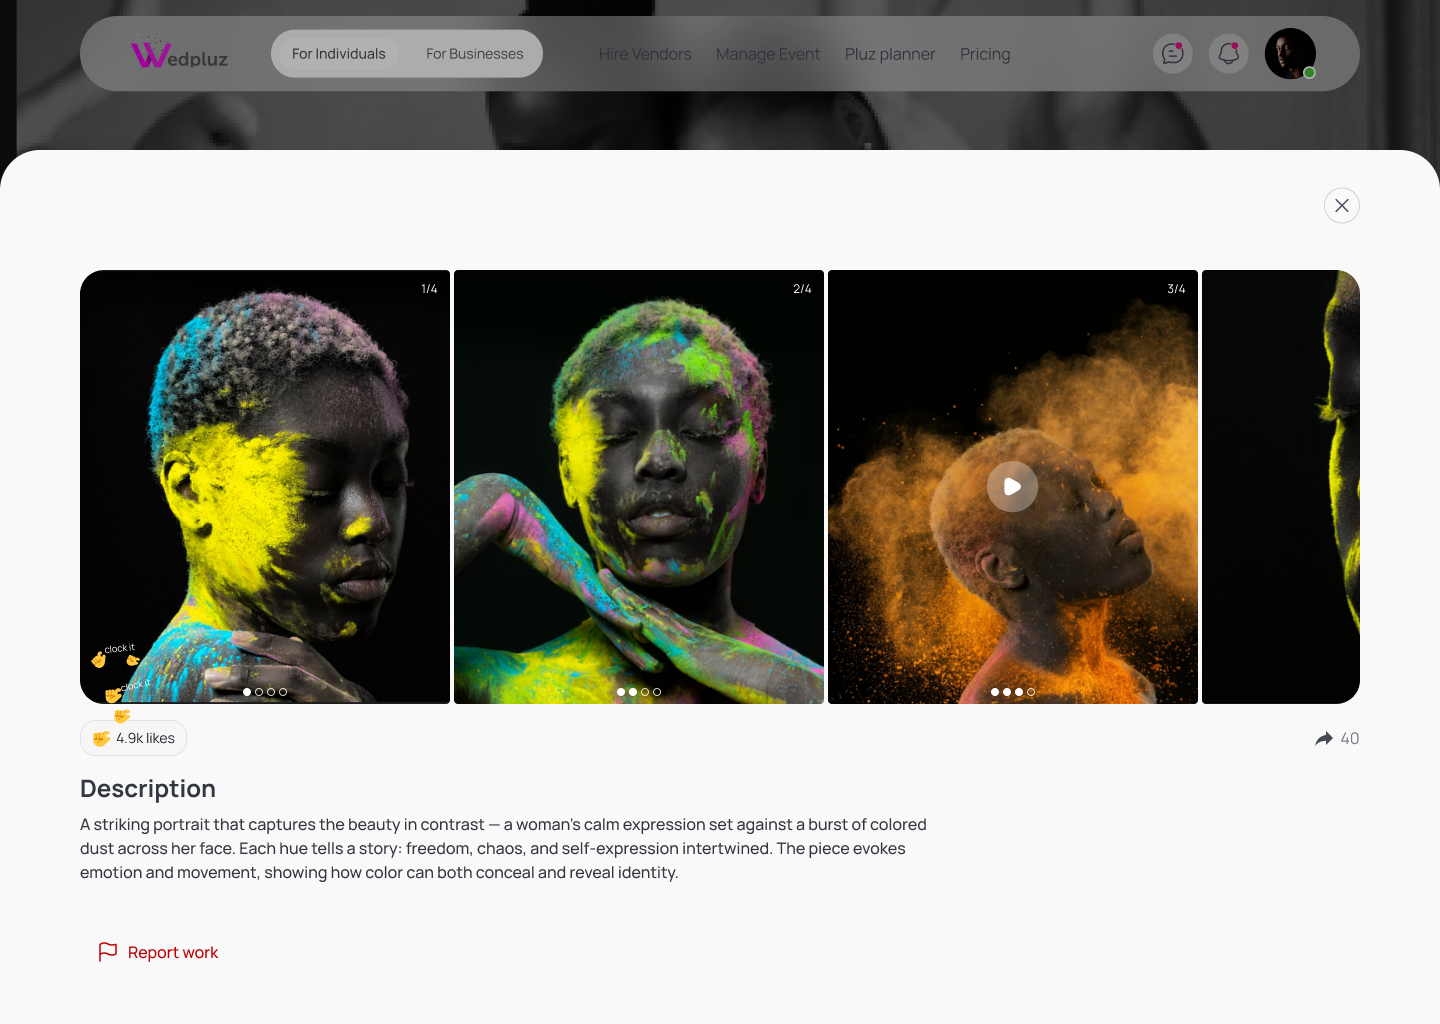 Wedpluz
For Individuals
For Businesses
Hire Vendors
Manage Event
Pluz planner
Pricing
1/4
2/4
3/4
clock it
clock it
4.9k likes
40
Description
A striking portrait that captures the beauty in contrast — a woman's calm expression set against a burst of colored
dust across her face. Each hue tells a story: freedom, chaos, and self-expression intertwined. The piece evokes
emotion and movement, showing how color can both conceal and reveal identity.
Report work